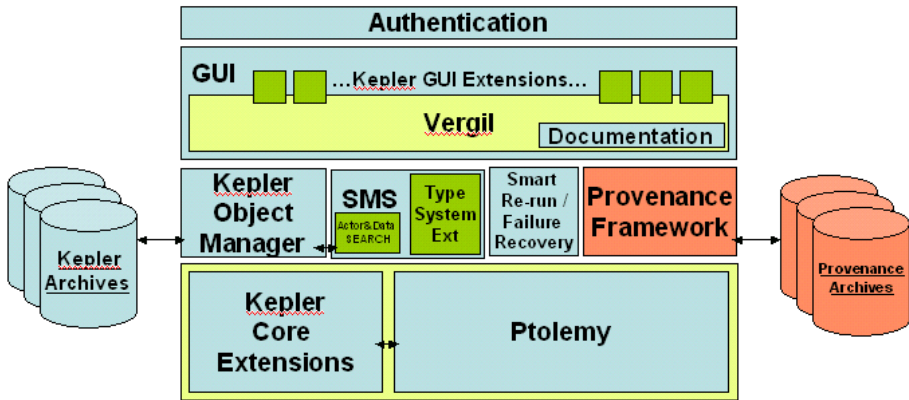 Authentication
GUI
...Kepler GUI Extensions...
Vergil
Documentation
Kepler
Object
Manager
SMS
Actor&Data
SEARCH
Type
System
Ext
Smart
Re-run /
Failure
Recovery
Provenance
Framework
Kepler
Archives
Provenance
Archives
Kepler
Core
Extensions
Ptolemy